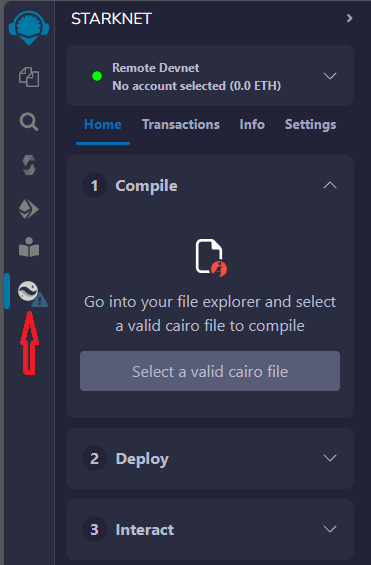 STARKNET
Remote Devnet
No account selected (0.0 ETH)
Home Transactions Info Settings
1 Compile
Go into your file explorer and select
a valid cairo file to compile
Select a valid cairo file
2 Deploy
3 Interact